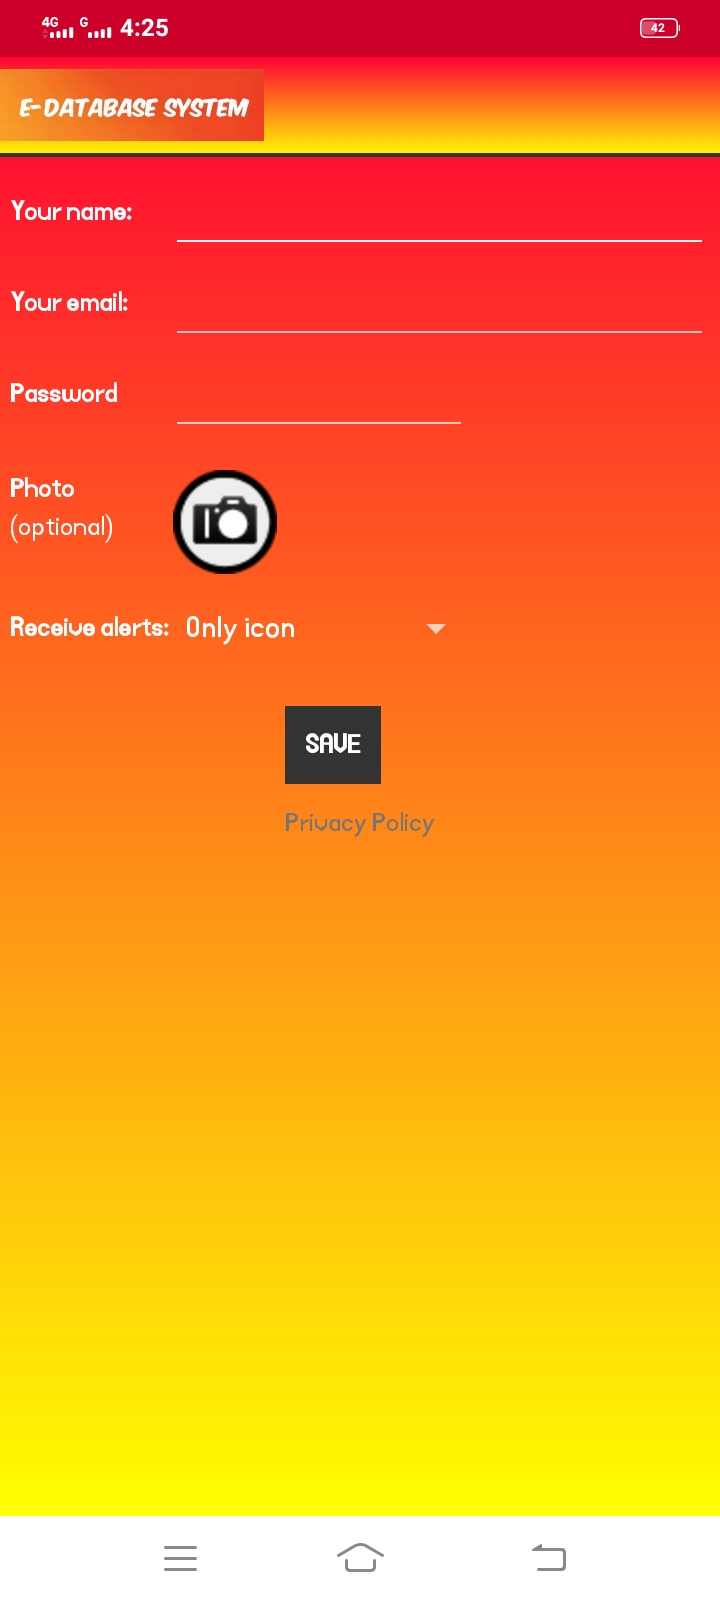 4G G 4:25 42
E-DATABASE SYSTEM
Your name:
Your email:
Password
Photo
(optional)
Receive alerts: Only icon
SAVE
Privacy Policy